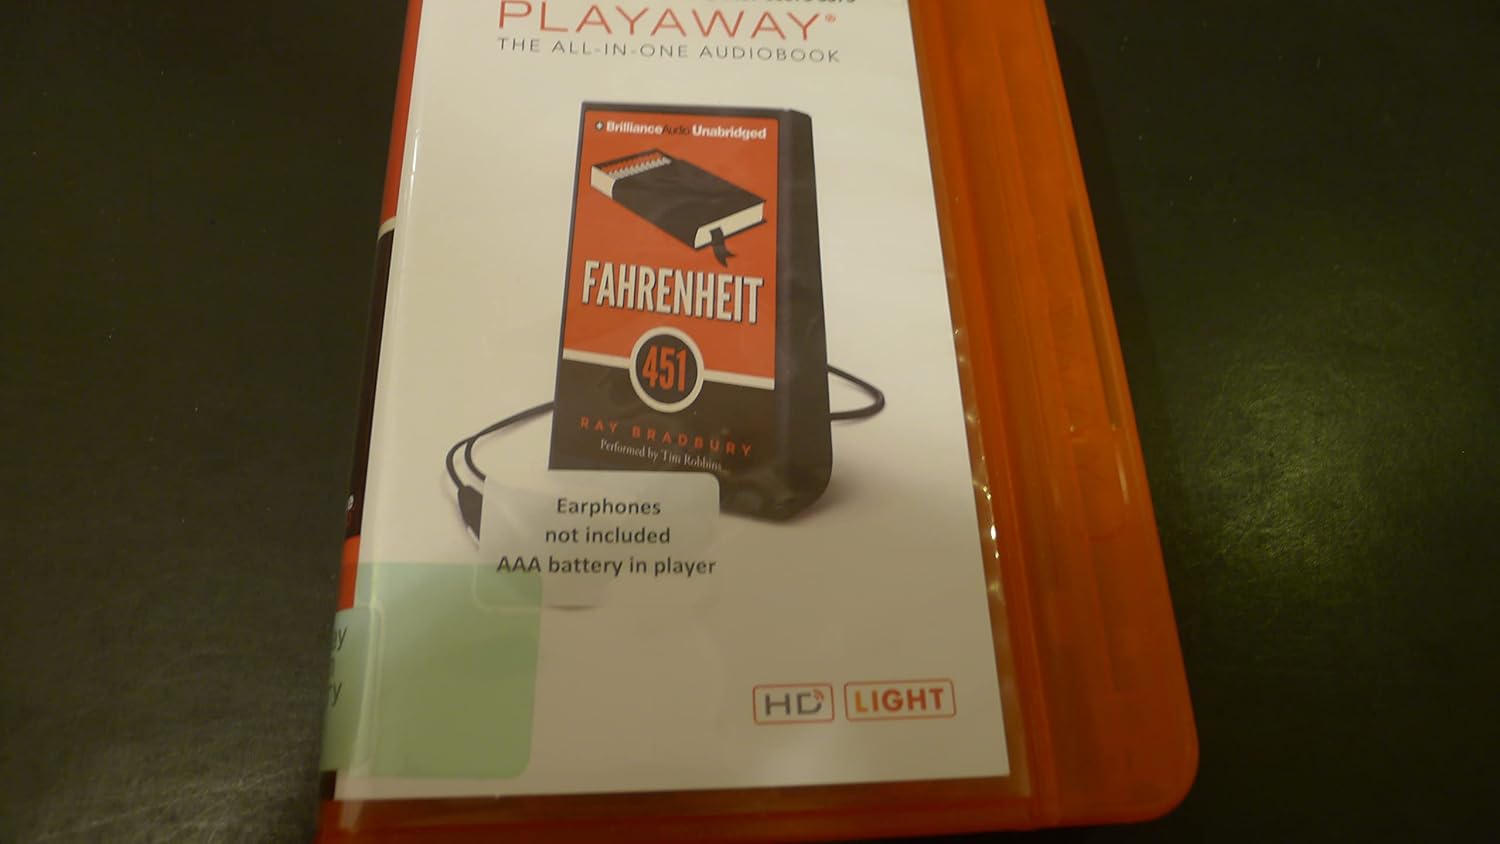 PLAYAWAY®
THE ALL-IN-ONE AUDIOBOOK
BrillianceAudio Unabridged
FAHRENHEIT
451
RAY BRADBURY
Performed by Tim Robbins
Earphones
not included
AAA battery in player
HD LIGHT